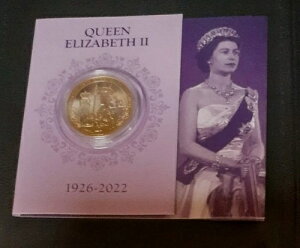 QUEEN
ELIZABETH II
1926-2022